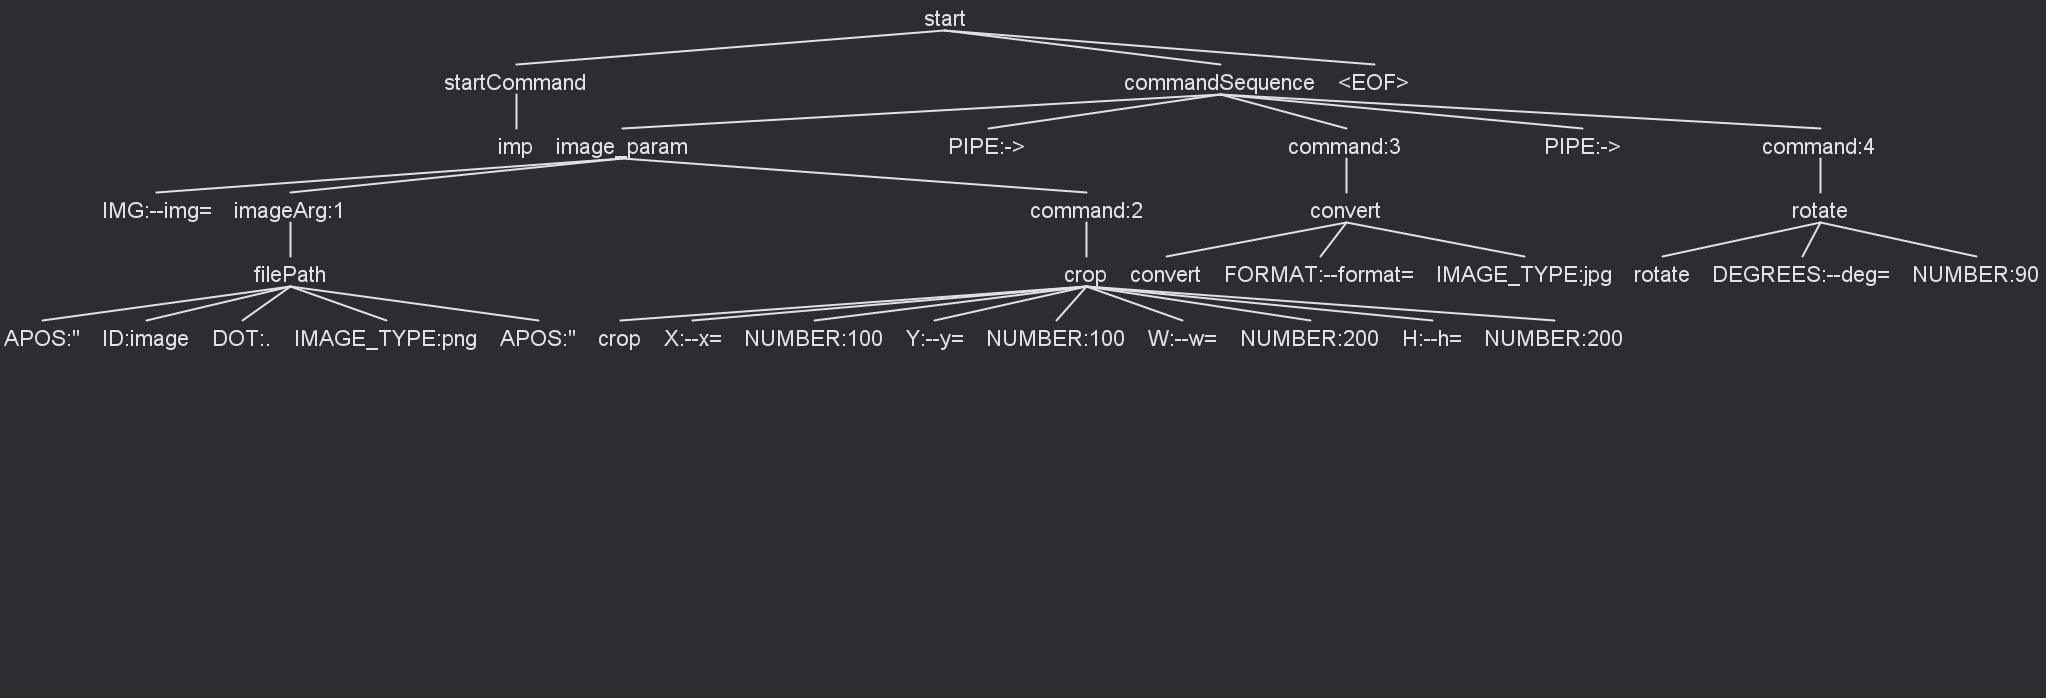 start
startCommand commandSequence <EOF>
imp image_param PIPE:-> command:3 PIPE:-> command:4
IMG:--img= imageArg:1 command:2 convert rotate
filePath crop convert FORMAT:--format= IMAGE_TYPE:jpg rotate DEGREES:--deg= NUMBER:90
APOS:" ID:image DOT:. IMAGE_TYPE:png APOS:" crop X:--x= NUMBER:100 Y:--y= NUMBER:100 W:--w= NUMBER:200 H:--h= NUMBER:200